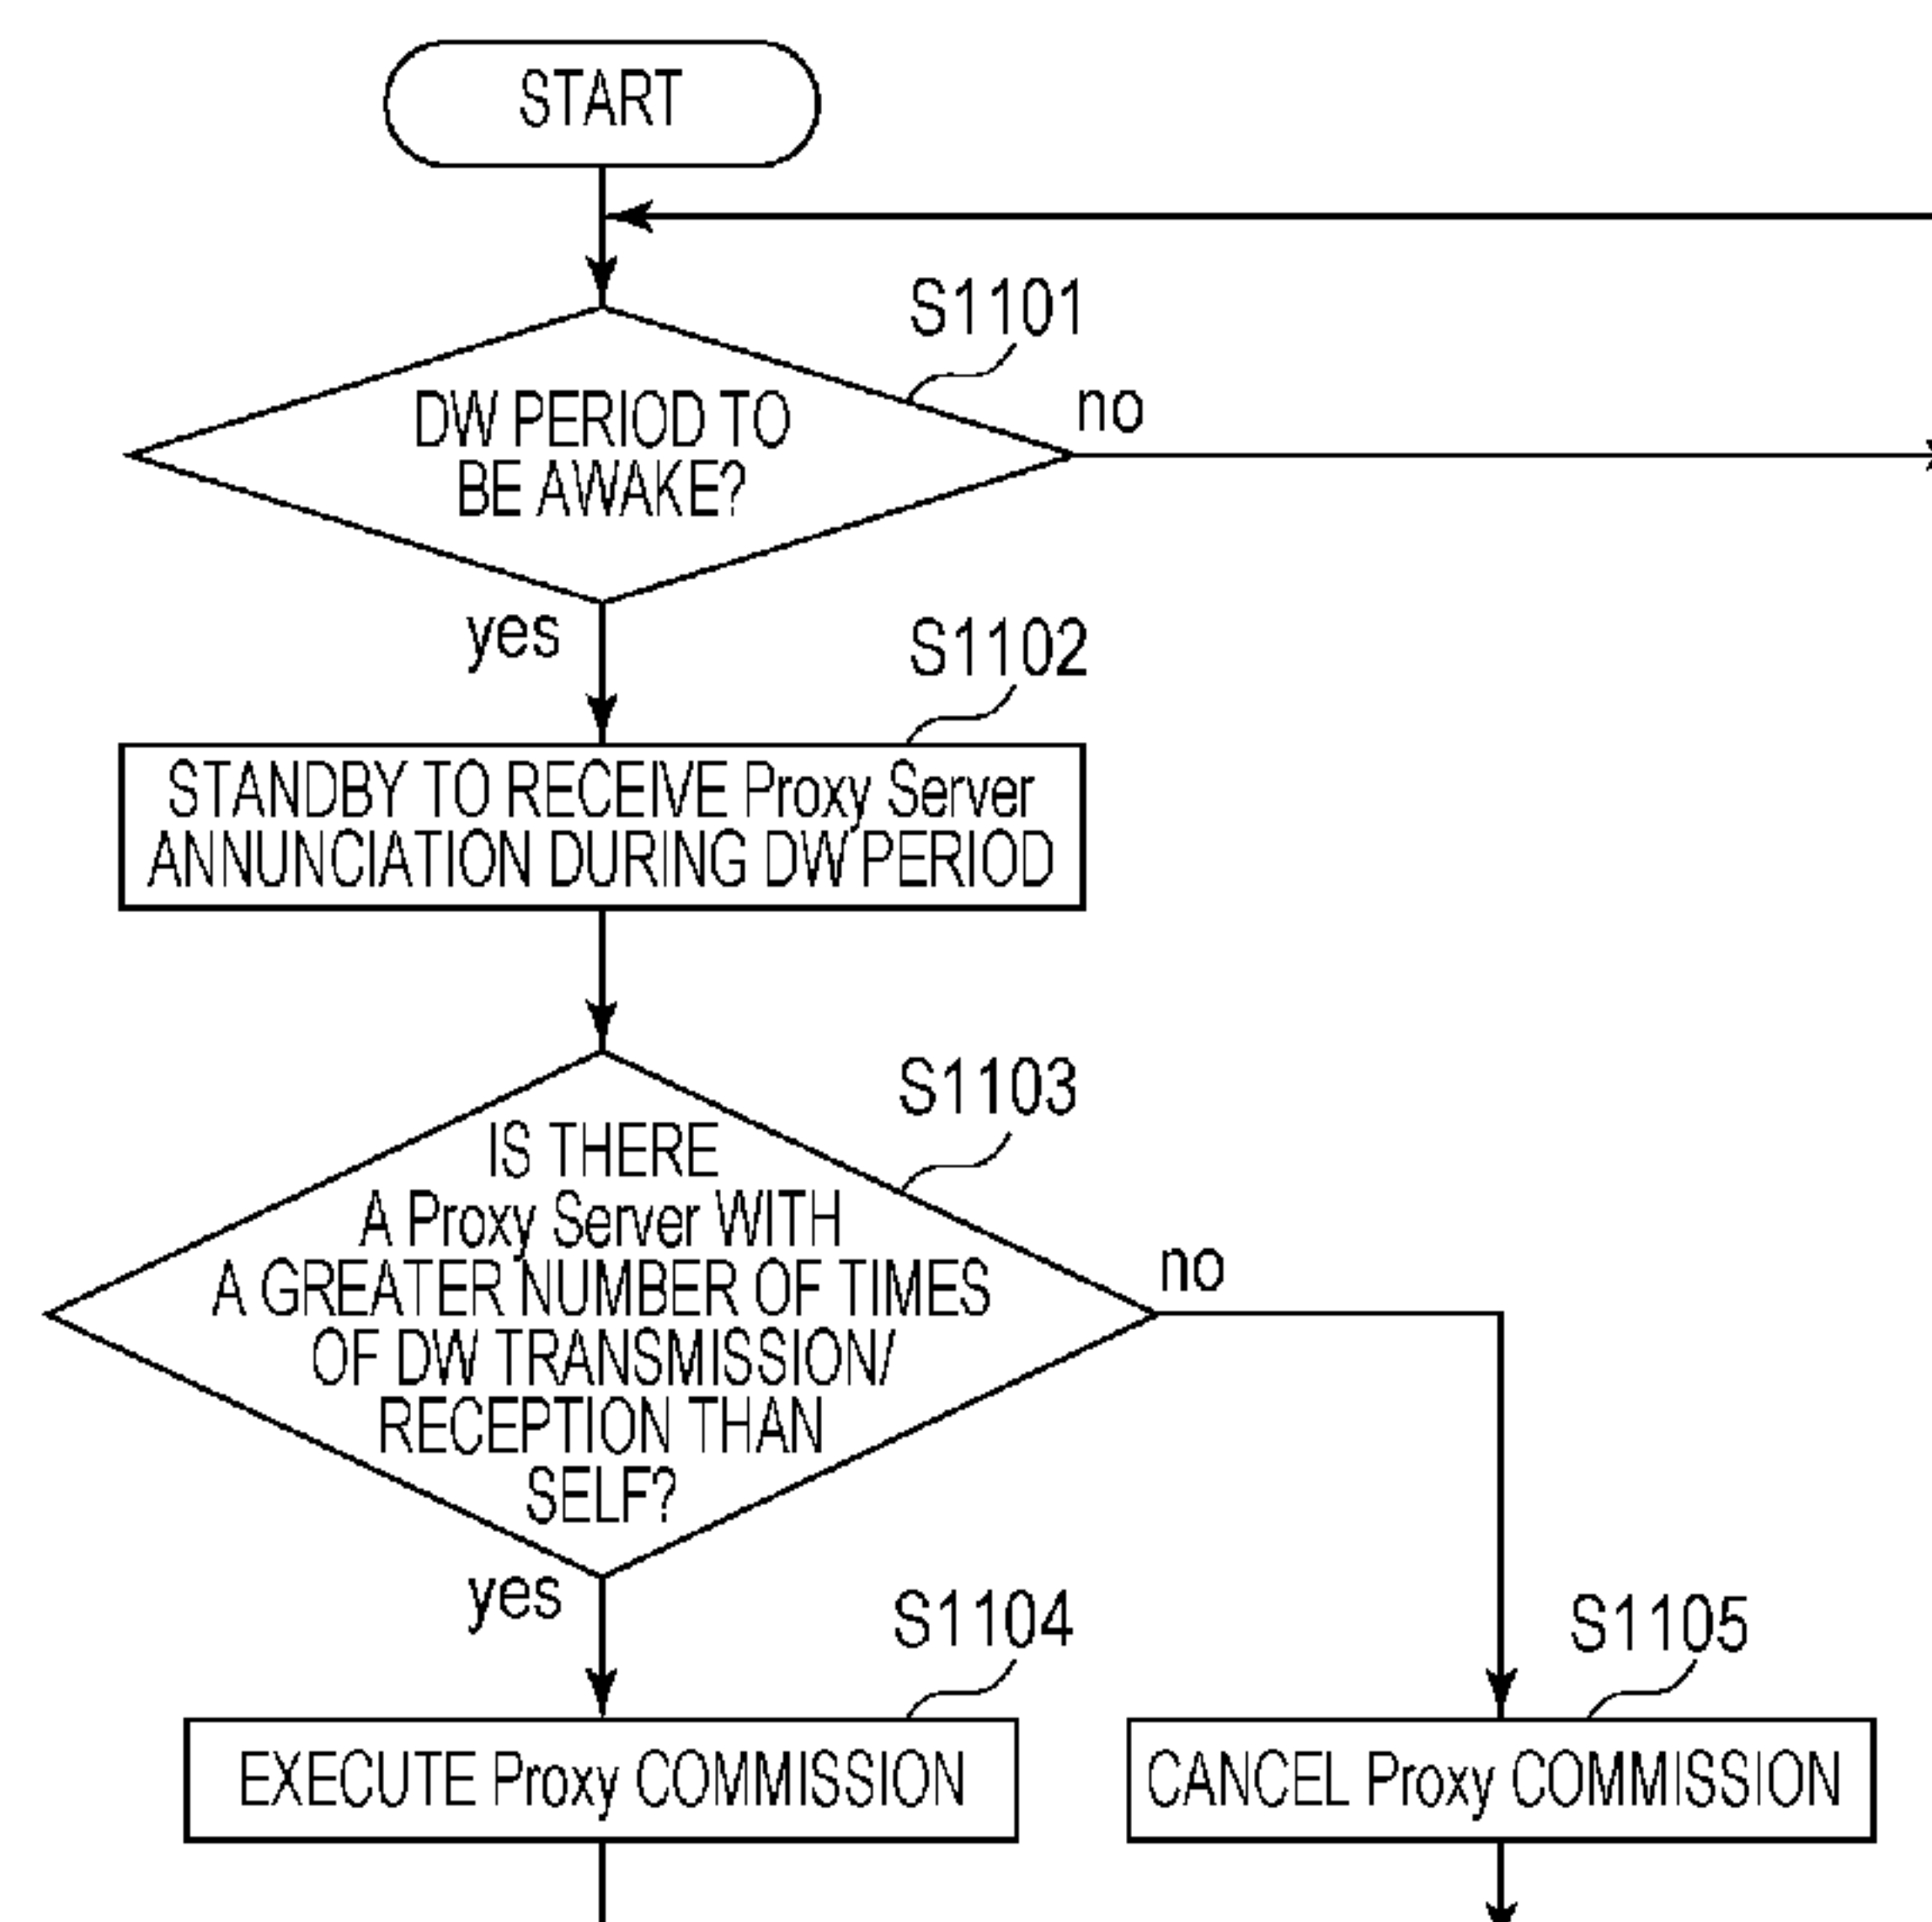 START
S1101
DW PERIOD TO
BE AWAKE?
no
yes
S1102
STANDBY TO RECEIVE Proxy Server
ANNUNCIATION DURING DW PERIOD
S1103
IS THERE
A Proxy Server WITH
A GREATER NUMBER OF TIMES
OF DW TRANSMISSION/
RECEPTION THAN
SELF?
no
yes
S1104
S1105
EXECUTE Proxy COMMISSION
CANCEL Proxy COMMISSION